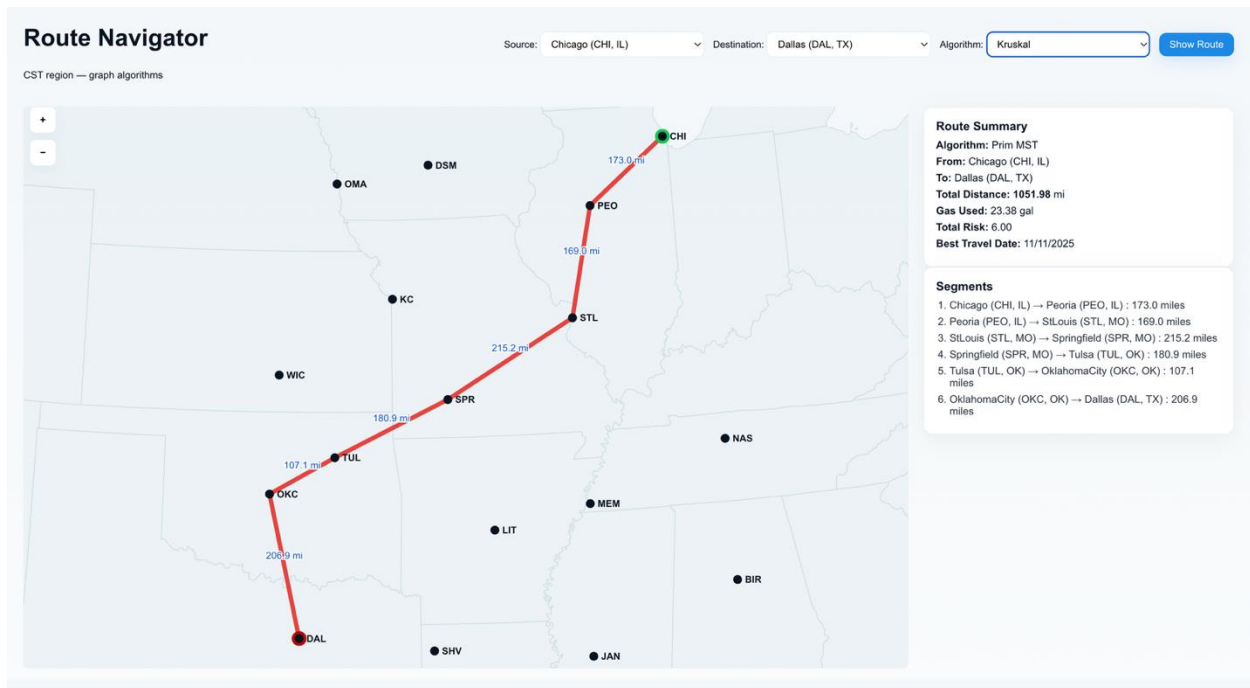 Route Navigator
Source: Chicago (CHI, IL) Destination: Dallas (DAL, TX) Algorithm: Kruskal Show Route
CST region — graph algorithms
+
−
CHI
173.0 mi
DSM
OMA
PEO
169.0 mi
KC
STL
215.2 mi
WIC
SPR
180.9 mi
NAS
TUL
107.1 mi
OKC
MEM
LIT
206.9 mi
BIR
DAL
SHV
JAN
Route Summary
Algorithm: Prim MST
From: Chicago (CHI, IL)
To: Dallas (DAL, TX)
Total Distance: 1051.98 mi
Gas Used: 23.38 gal
Total Risk: 6.00
Best Travel Date: 11/11/2025
Segments
1. Chicago (CHI, IL) → Peoria (PEO, IL) : 173.0 miles
2. Peoria (PEO, IL) → StLouis (STL, MO) : 169.0 miles
3. StLouis (STL, MO) → Springfield (SPR, MO) : 215.2 miles
4. Springfield (SPR, MO) → Tulsa (TUL, OK) : 180.9 miles
5. Tulsa (TUL, OK) → OklahomaCity (OKC, OK) : 107.1
miles
6. OklahomaCity (OKC, OK) → Dallas (DAL, TX) : 206.9
miles